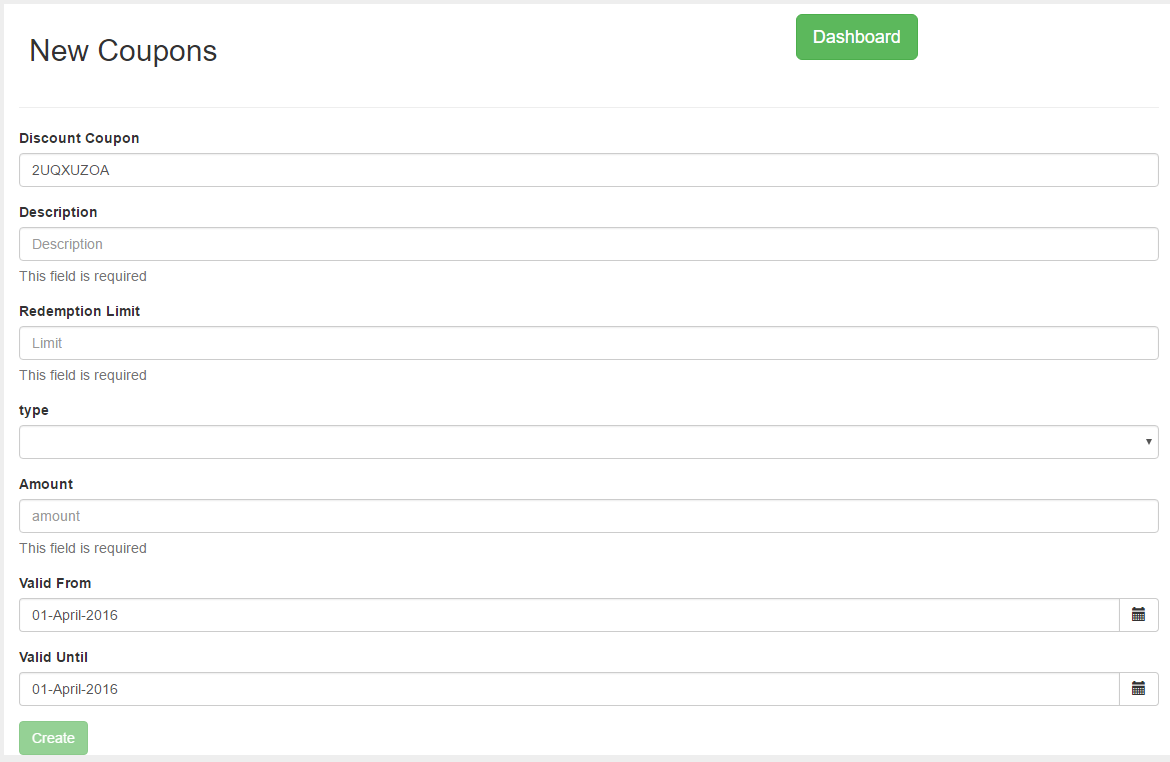 New Coupons
Dashboard
Discount Coupon
2UQXUZOA
Description
Description
This field is required
Redemption Limit
Limit
This field is required
type
Amount
amount
This field is required
Valid From
01-April-2016
Valid Until
01-April-2016
Create